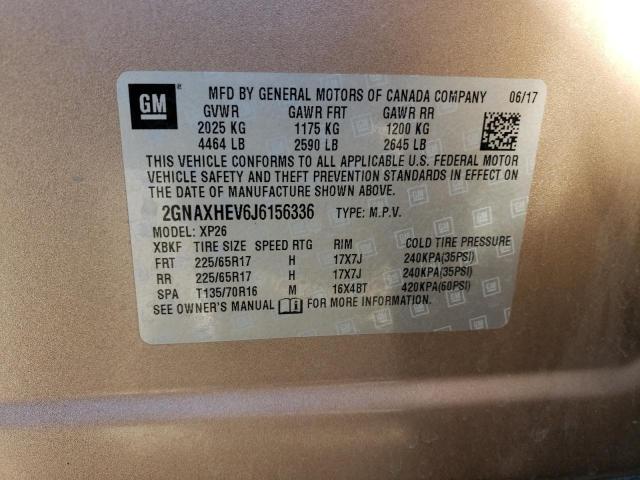 GM
MFD BY GENERAL MOTORS OF CANADA COMPANY 06/17
GVWR GAWR FRT GAWR RR
2025 KG 1175 KG 1200 KG
4464 LB 2590 LB 2645 LB
THIS VEHICLE CONFORMS TO ALL APPLICABLE U.S. FEDERAL MOTOR
VEHICLE SAFETY AND THEFT PREVENTION STANDARDS IN EFFECT ON
THE DATE OF MANUFACTURE SHOWN ABOVE.
2GNAXHEV6J6156336 TYPE: M.P.V.
MODEL: XP26
XBKF TIRE SIZE SPEED RTG RIM COLD TIRE PRESSURE
FRT 225/65R17 H 17X7J 240KPA(35PSI)
RR 225/65R17 H 17X7J 240KPA(35PSI)
SPA T135/70R16 M 16X4BT 420KPA(60PSI)
SEE OWNER'S MANUAL FOR MORE INFORMATION.